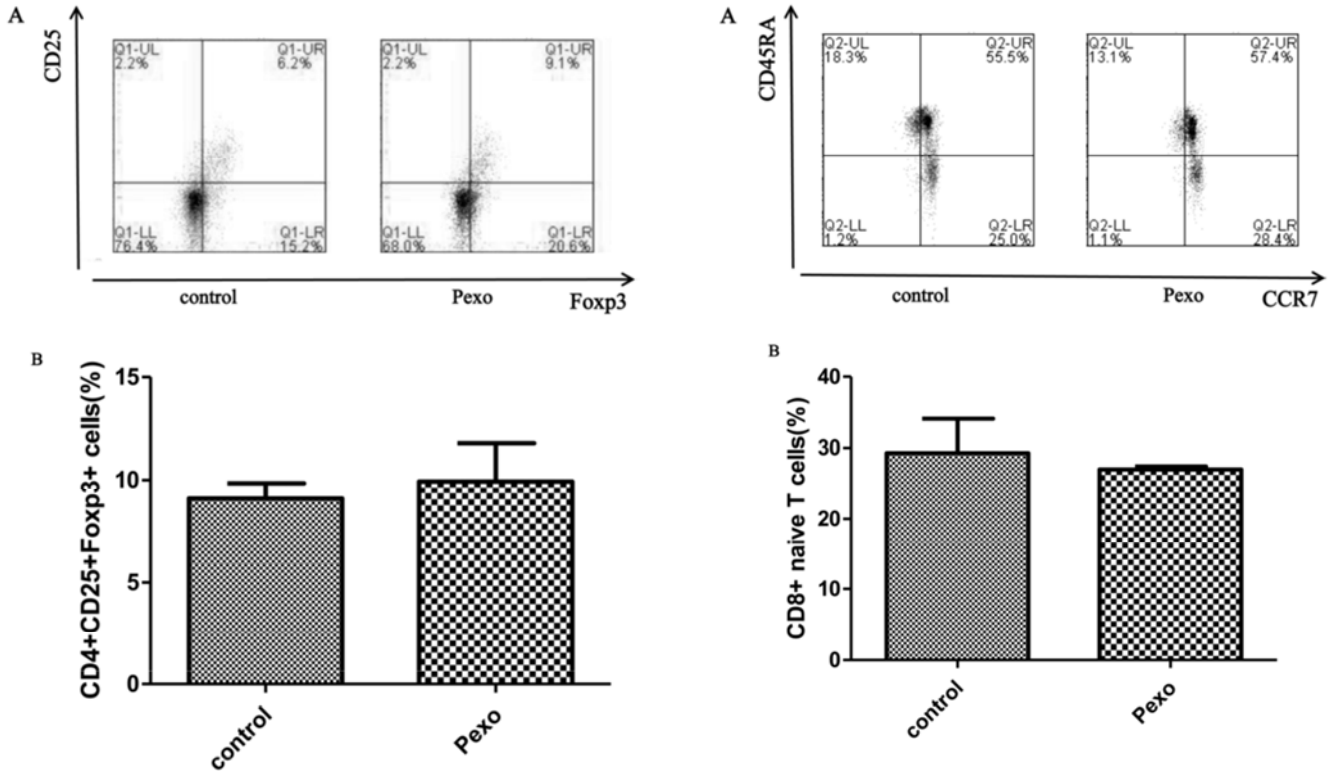 A
CD25
Q1-UL
2.2%
Q1-UR
6.2%
Q1-LL
76.4%
Q1-LR
15.2%
Q1-UL
2.2%
Q1-UR
9.1%
Q1-LL
68.0%
Q1-LR
20.6%
control
Pexo
Foxp3
A
CD45RA
Q2-UL
18.3%
Q2-UR
55.5%
Q2-LL
1.2%
Q2-LR
25.0%
Q2-UL
13.1%
Q2-UR
57.4%
Q2-LL
1.1%
Q2-LR
28.4%
control
Pexo
CCR7
B
CD4+CD25+Foxp3+ cells(%)
15
10
5
0
control
Pexo
B
CD8+ naive T cells(%)
40
30
20
10
0
control
Pexo